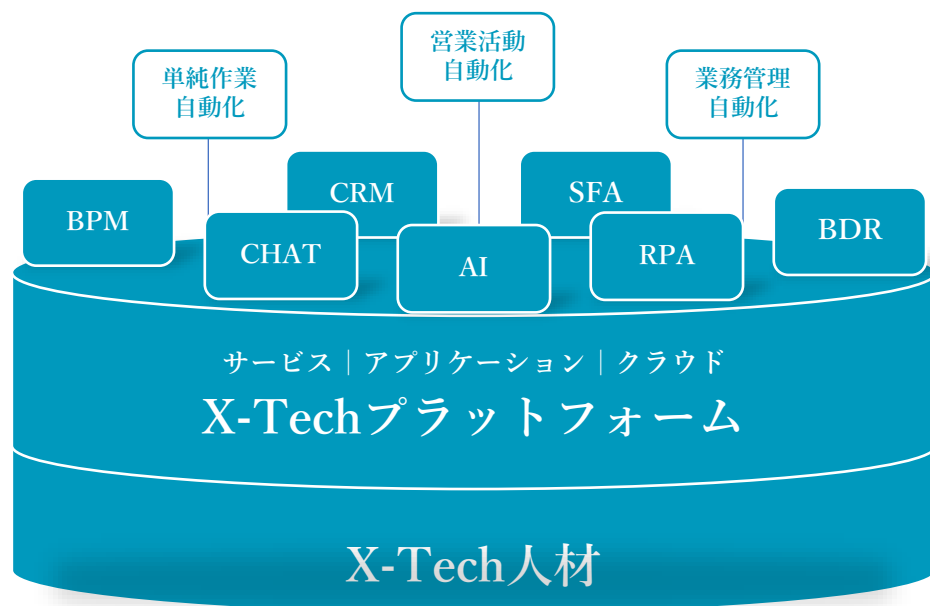 営業活動
自動化
単純作業
自動化
業務管理
自動化
CRM
SFA
BPM
BDR
CHAT
AI
RPA
サービス｜アプリケーション｜クラウド
X-Techプラットフォーム
X-Tech人材